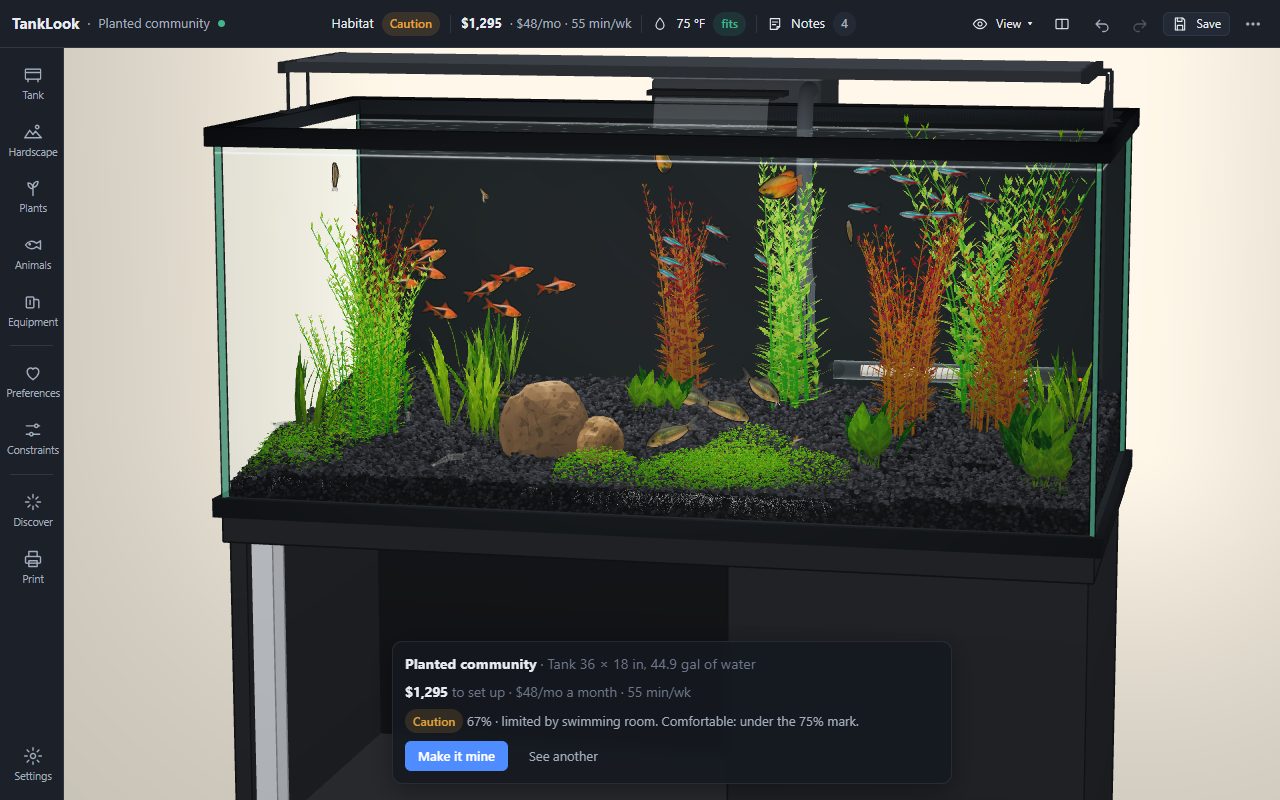 TankLook · Planted community
Habitat Caution $1,295 · $48/mo · 55 min/wk 75 °F fits Notes 4
View Save
Tank
Hardscape
Plants
Animals
Equipment
Preferences
Constraints
Discover
Print
Settings
Planted community · Tank 36 × 18 in, 44.9 gal of water
$1,295 to set up · $48/mo a month · 55 min/wk
Caution 67% · limited by swimming room. Comfortable: under the 75% mark.
Make it mine See another